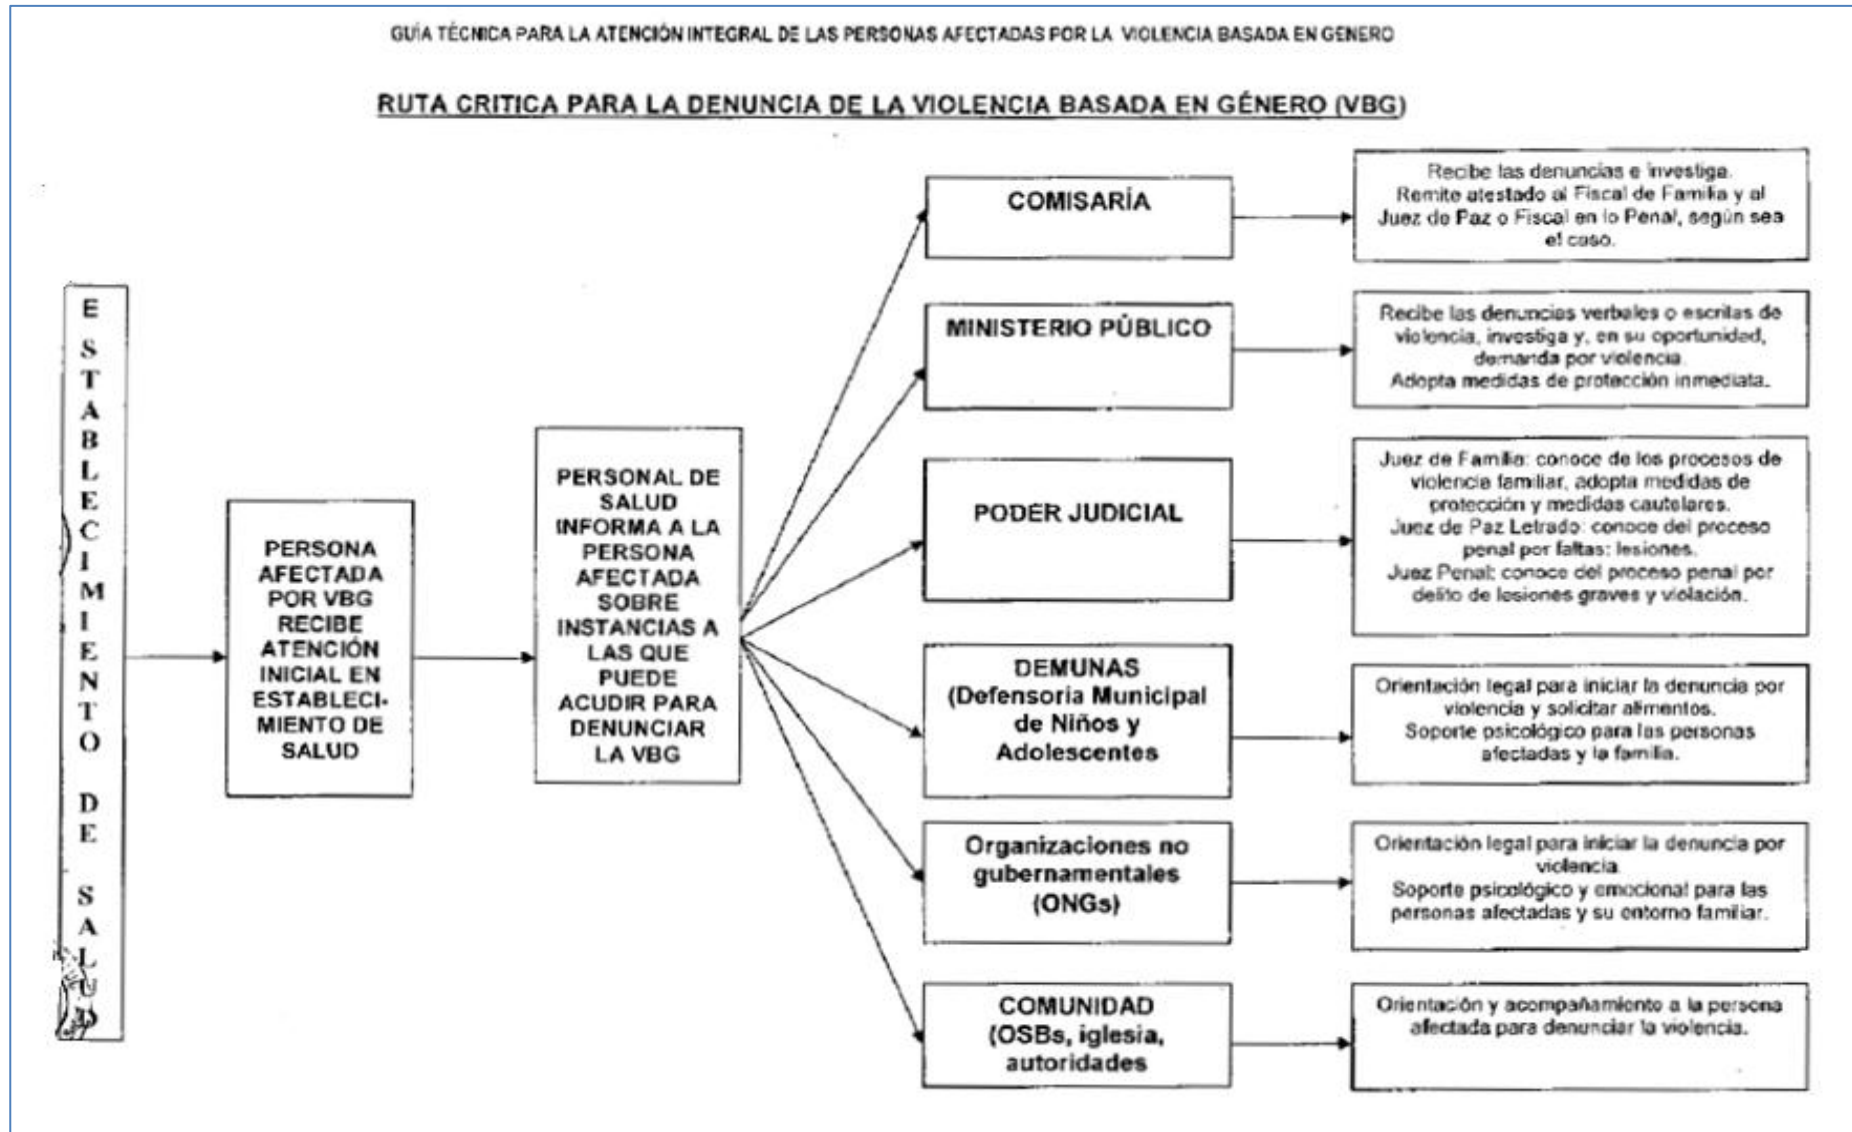 GUÍA TÉCNICA PARA LA ATENCIÓN INTEGRAL DE LAS PERSONAS AFECTADAS POR LA VIOLENCIA BASADA EN GENERO
RUTA CRITICA PARA LA DENUNCIA DE LA VIOLENCIA BASADA EN GÉNERO (VBG)
ESTABLECIMIENTO DE SALUD
PERSONA
AFECTADA
POR VBG
RECIBE
ATENCIÓN
INICIAL EN
ESTABLECI-
MIENTO DE
SALUD
PERSONAL DE
SALUD
INFORMA A LA
PERSONA
AFECTADA
SOBRE
INSTANCIAS A
LAS QUE
PUEDE
ACUDIR PARA
DENUNCIAR
LA VBG
COMISARÍA
Recibe las denuncias e investiga.
Remite atestado al Fiscal de Familia y al
Juez de Paz o Fiscal en lo Penal, según sea
el caso.
MINISTERIO PÚBLICO
Recibe las denuncias verbales o escritas de
violencia, investiga y, en su oportunidad,
demanda por violencia.
Adopta medidas de protección inmediata.
PODER JUDICIAL
Juez de Familia: conoce de los procesos de
violencia familiar, adopta medidas de
protección y medidas cautelares.
Juez de Paz Letrado: conoce del proceso
penal por faltas: lesiones.
Juez Penal: conoce del proceso penal por
delito de lesiones graves y violación.
DEMUNAS
(Defensoría Municipal
de Niños y
Adolescentes
Orientación legal para iniciar la denuncia por
violencia y solicitar alimentos.
Soporte psicológico para las personas
afectadas y la familia.
Organizaciones no
gubernamentales
(ONGs)
Orientación legal para iniciar la denuncia por
violencia.
Soporte psicológico y emocional para las
personas afectadas y su entorno familiar.
COMUNIDAD
(OSBs, iglesia,
autoridades
Orientación y acompañamiento a la persona
afectada para denunciar la violencia.